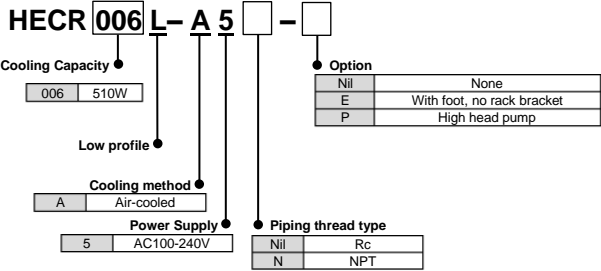 HECR 006 L– A 5 –
Cooling Capacity
006 510W
Option
Nil None
E With foot, no rack bracket
P High head pump
Low profile
Cooling method
A Air-cooled
Power Supply
5 AC100-240V
Piping thread type
Nil Rc
N NPT